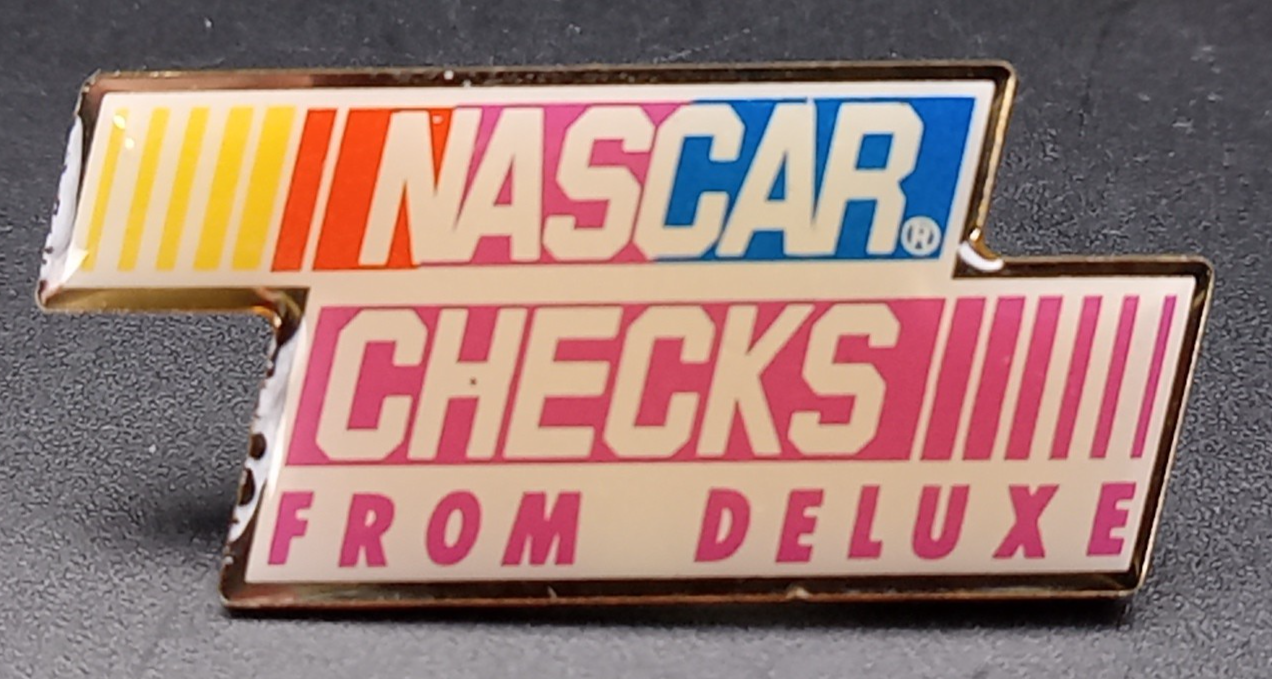 NASCAR®
CHECKS
FROM DELUXE